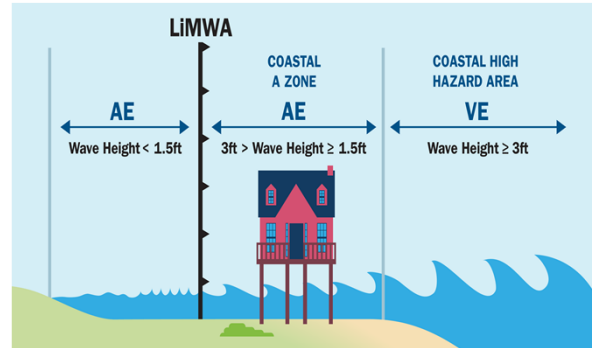 LiMWA
COASTAL
A ZONE
COASTAL HIGH
HAZARD AREA
AE
AE
VE
Wave Height < 1.5ft
3ft > Wave Height ≥ 1.5ft
Wave Height ≥ 3ft